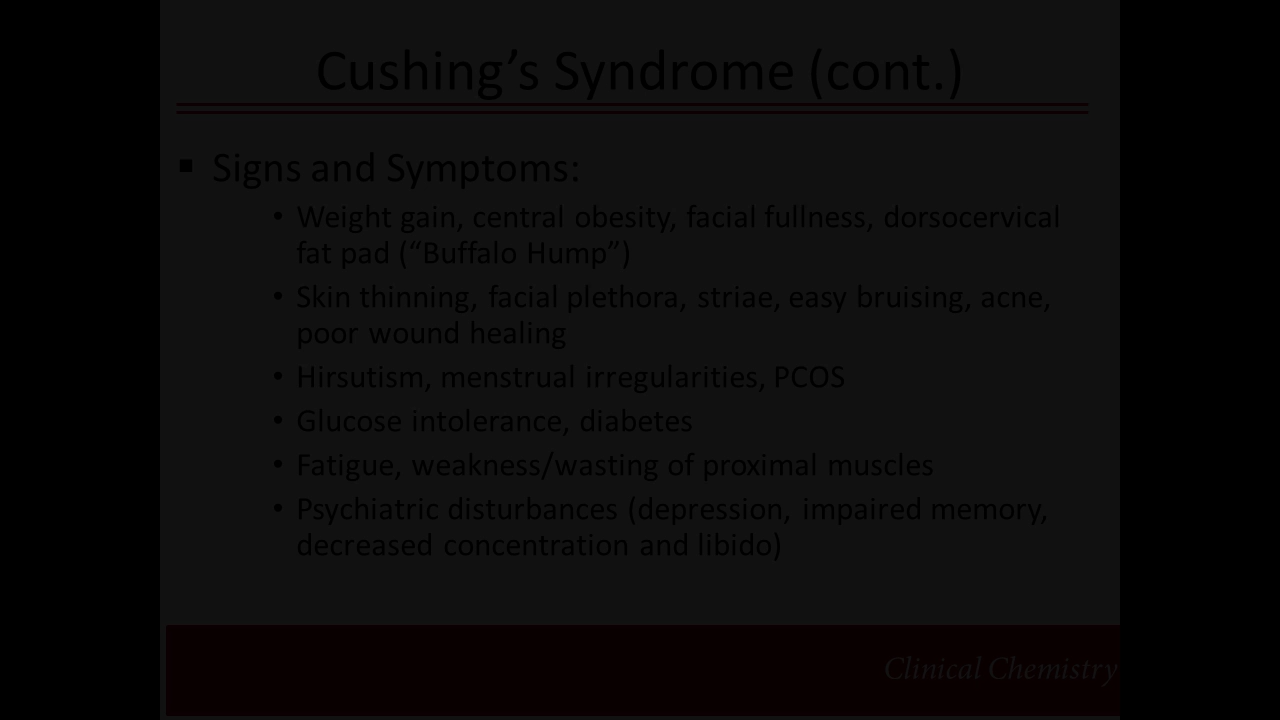 Cushing’s Syndrome (cont.)
▪ Signs and Symptoms:
• Weight gain, central obesity, facial fullness, dorsocervical
fat pad (“Buffalo Hump”)
• Skin thinning, facial plethora, striae, easy bruising, acne,
poor wound healing
• Hirsutism, menstrual irregularities, PCOS
• Glucose intolerance, diabetes
• Fatigue, weakness/wasting of proximal muscles
• Psychiatric disturbances (depression, impaired memory,
decreased concentration and libido)
Clinical Chemistry